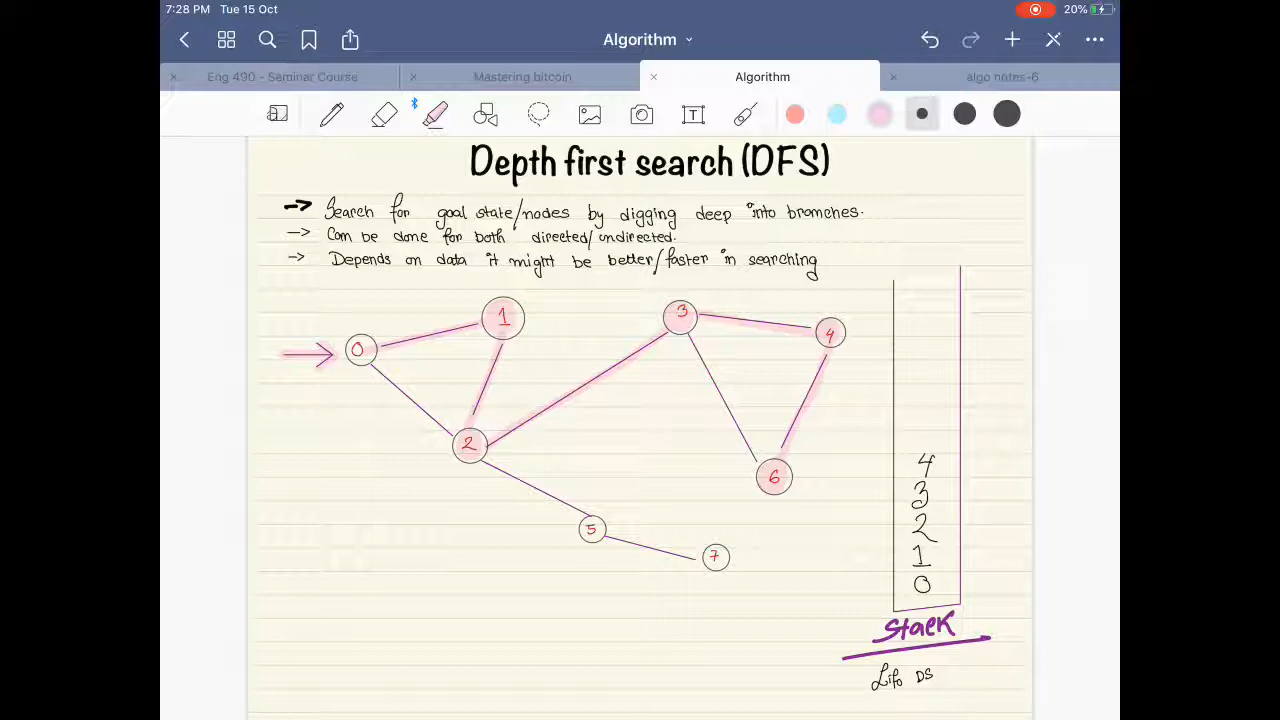 7:28 PM Tue 15 Oct
20%
Algorithm
Eng 490 - Seminar Course
Mastering bitcoin
Algorithm
algo notes-6
T
Depth first search (DFS)
-> Search for goal state/nodes by digging deep into branches.
-> Can be done for both directed/undirected.
-> Depends on data it might be better/faster in searching
0
1
2
3
4
5
6
7
4
3
2
1
0
Stack
Lifo DS